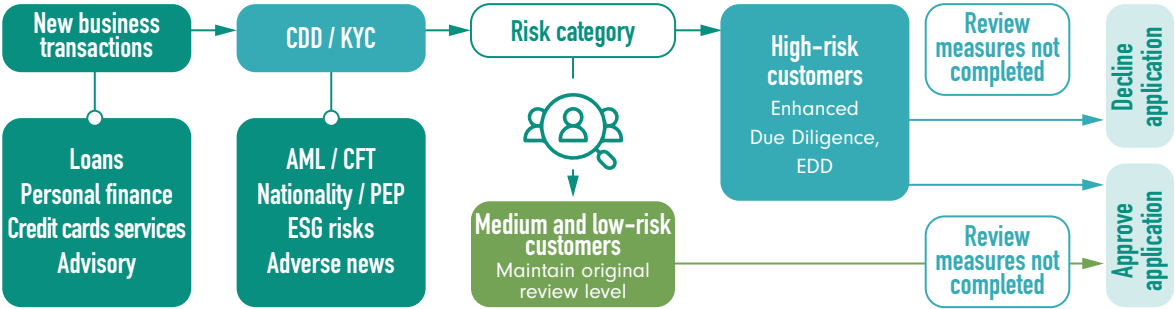 New business
transactions
CDD / KYC
Risk category
High-risk
customers
Enhanced
Due Diligence,
EDD
Review
measures not
completed
Decline
application
Loans
Personal finance
Credit cards services
Advisory
AML / CFT
Nationality / PEP
ESG risks
Adverse news
Medium and low-risk
customers
Maintain original
review level
Review
measures not
completed
Approve
application